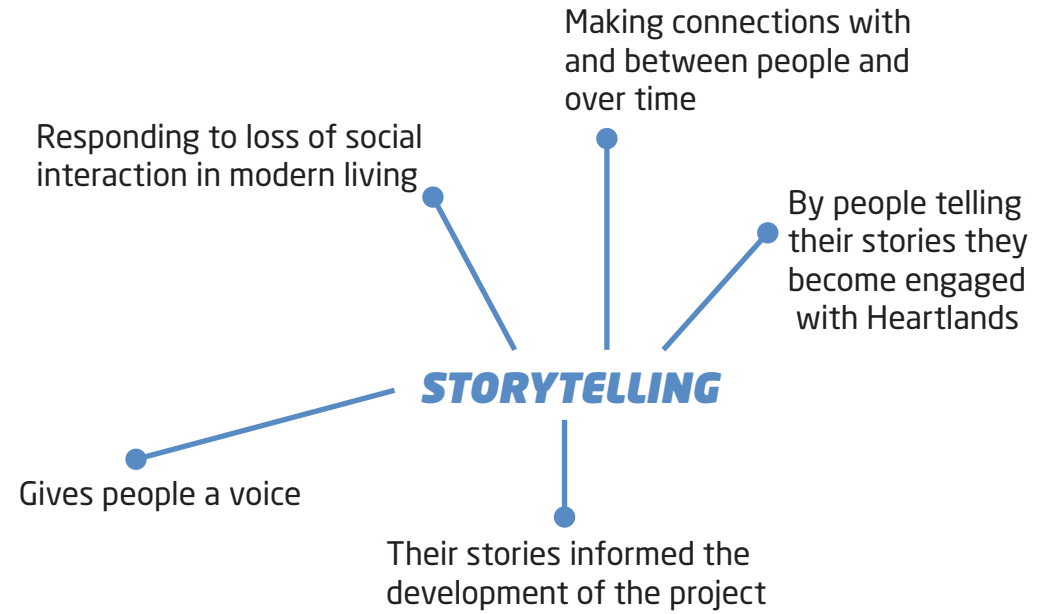 Making connections with
and between people and
over time
Responding to loss of social
interaction in modern living
By people telling
their stories they
become engaged
with Heartlands
STORYTELLING
Gives people a voice
Their stories informed the
development of the project